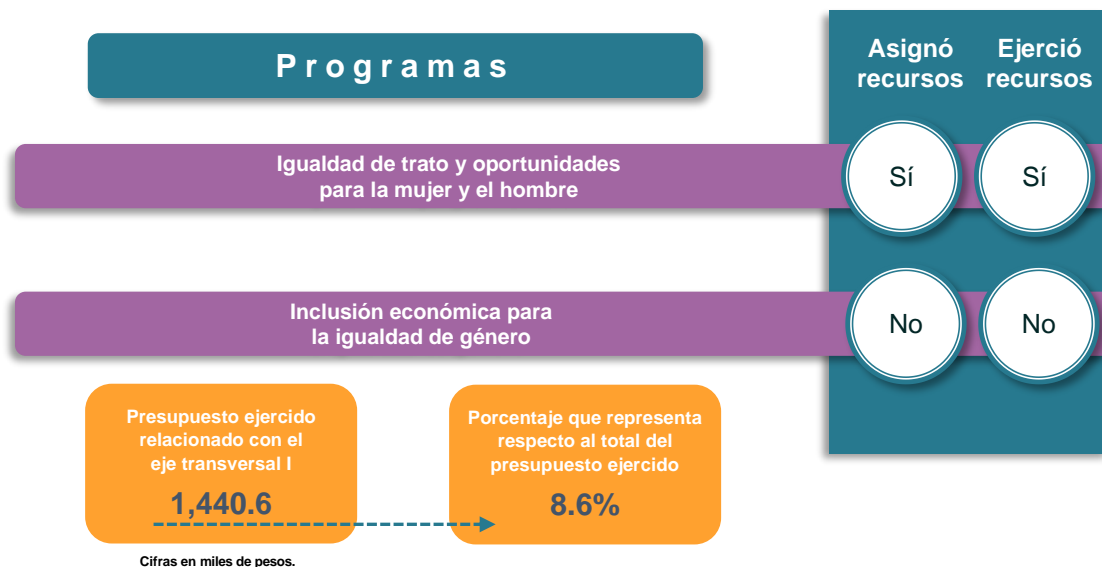 Programas
Asignó
recursos
Ejerció
recursos
Igualdad de trato y oportunidades
para la mujer y el hombre
Sí
Sí
Inclusión económica para
la igualdad de género
No
No
Presupuesto ejercido
relacionado con el
eje transversal I
1,440.6
Porcentaje que representa
respecto al total del
presupuesto ejercido
8.6%
Cifras en miles de pesos.